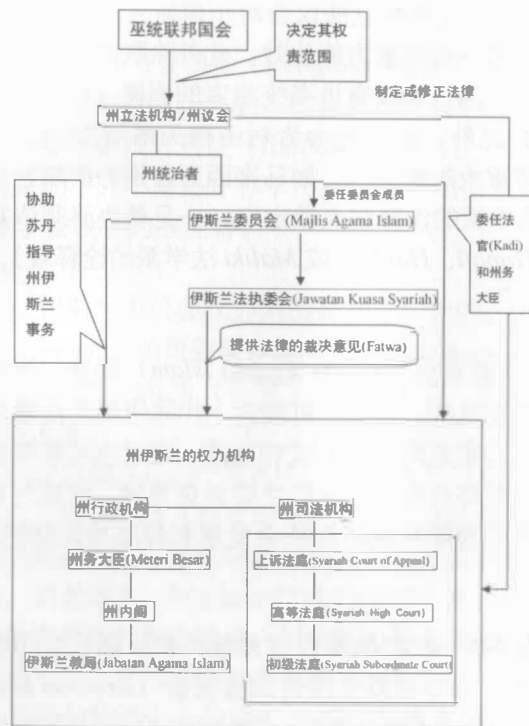 巫统联邦国会
决定其权
责范围
制定或修正法律
州立法机构/州议会
州统治者
委任委员会成员
协助
苏丹
指导
州伊
斯兰
事务
伊斯兰委员会 (Majlis Agama Islam)
委任法
官(Kadi)
和州务
大臣
伊斯兰法执委会(Jawatan Kuasa Syariah)
提供法律的裁决意见(Fatwa)
州伊斯兰的权力机构
州行政机构
州司法机构
州务大臣(Meteri Besar)
上诉法庭(Syariah Court of Appeal)
州内阁
高等法庭(Syariah High Court)
伊斯兰教局(Jabatan Agama Islam)
初级法庭(Syariah Subordmate Court)